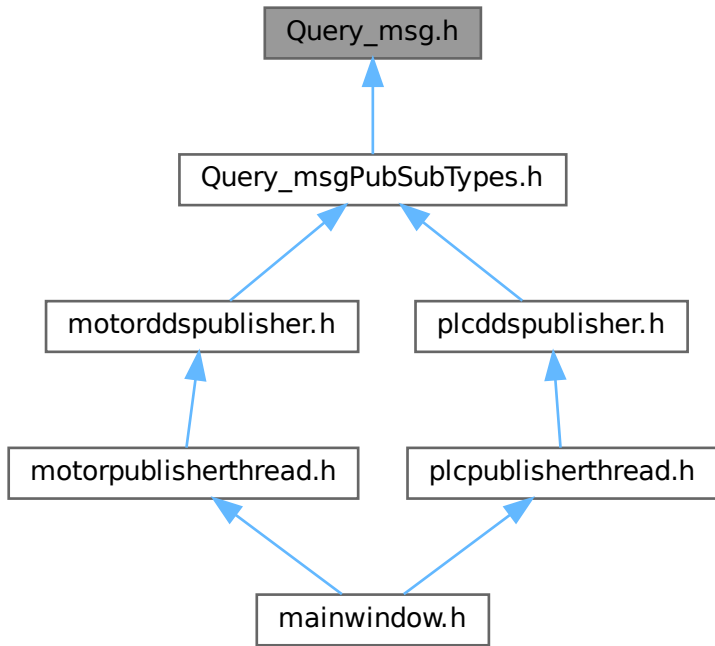 Query_msg.h
Query_msgPubSubTypes.h
motorddspublisher.h
plcddspublisher.h
motorpublisherthread.h
plcpublisherthread.h
mainwindow.h